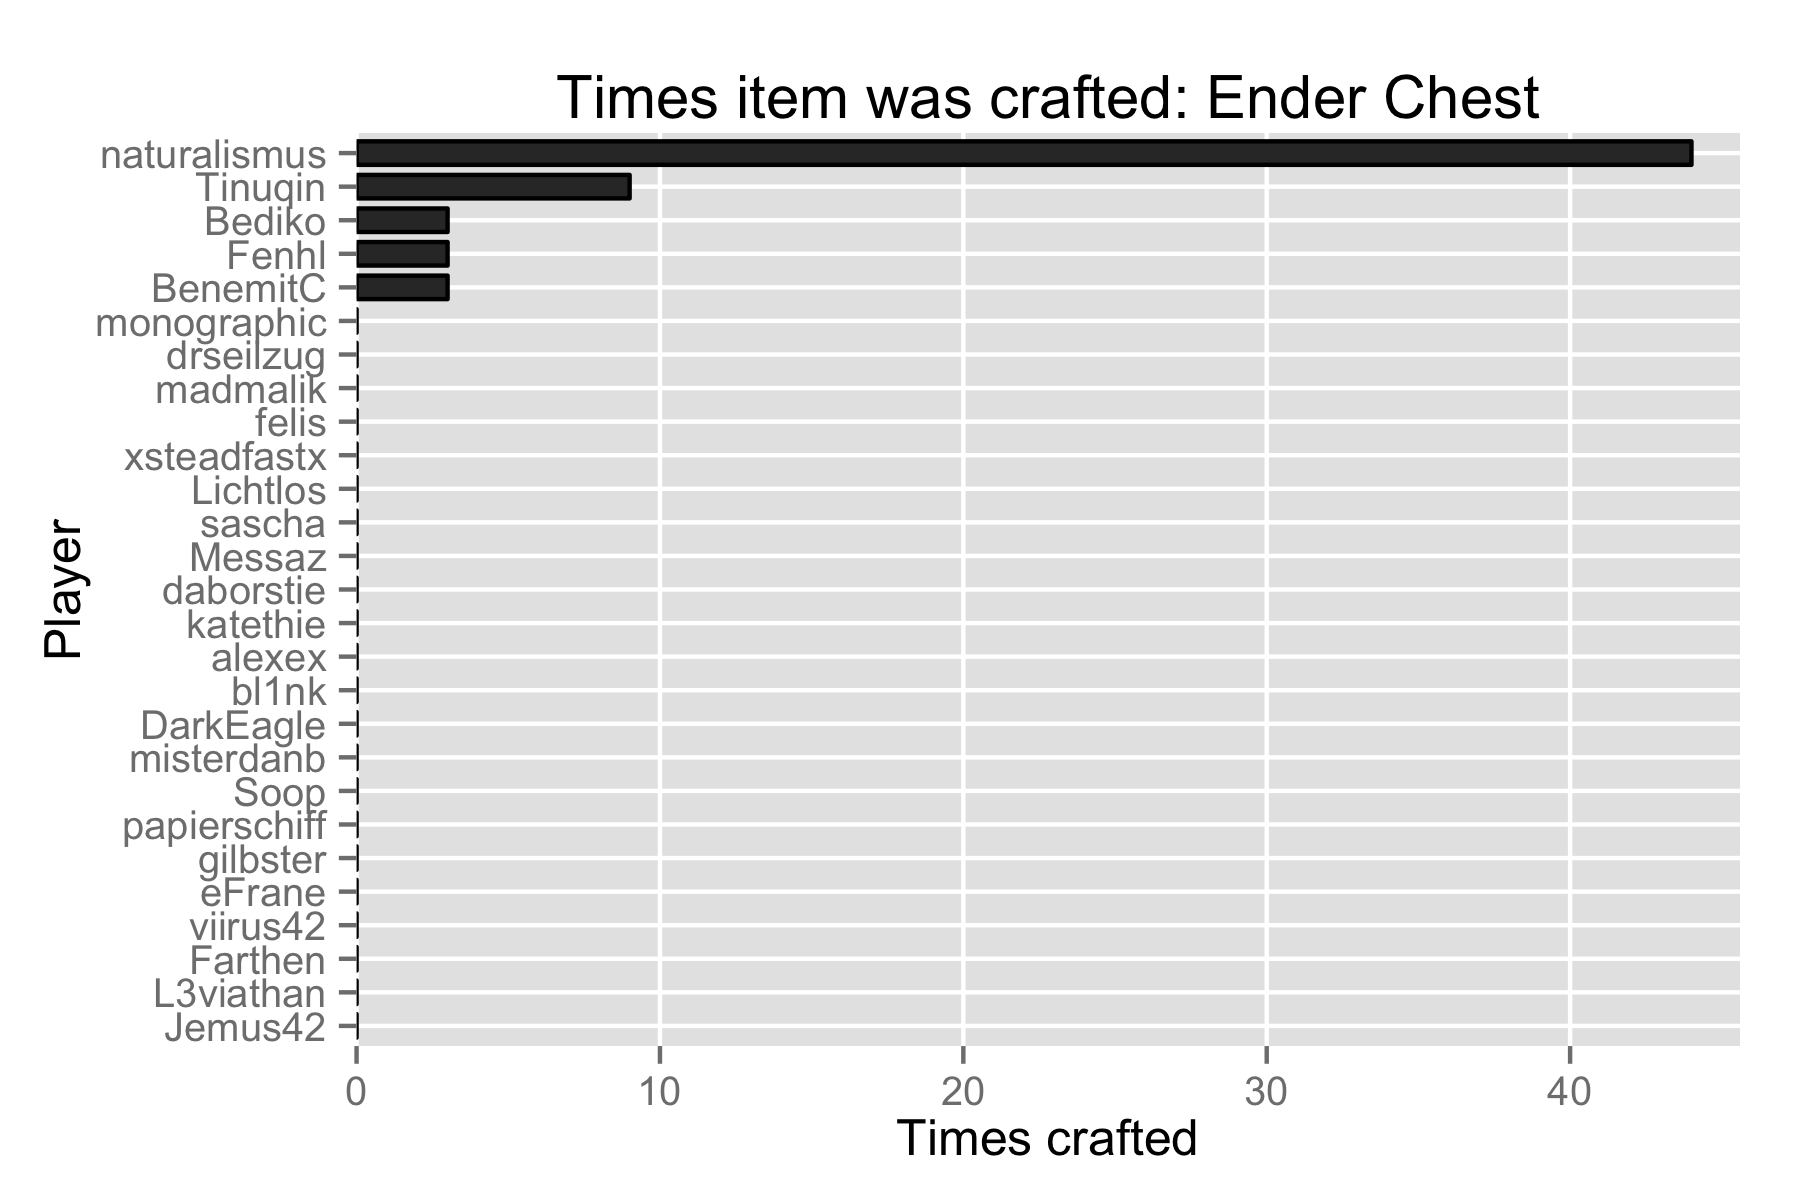 Times item was crafted: Ender Chest
naturalismus
Tinuqin
Bediko
Fenhl
BenemitC
monographic
drseilzug
madmalik
felis
xsteadfastx
Lichtlos
sascha
Messaz
daborstie
katethie
alexex
bl1nk
DarkEagle
misterdanb
Soop
papierschiff
gilbster
eFrane
viirus42
Farthen
L3viathan
Jemus42
Player
0 10 20 30 40
Times crafted